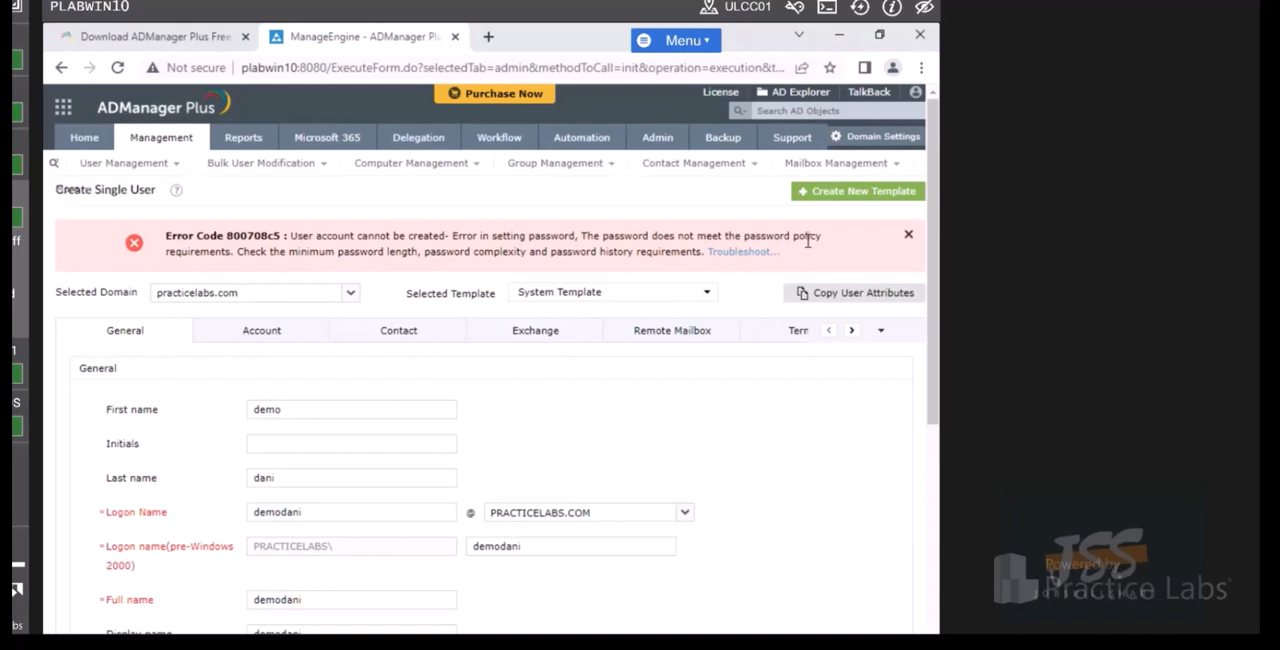 PLABWIN10
ULCC01
Download ADManager Plus Free
ManageEngine - ADManager Plu
Menu
Not secure
plabwin10:8080/ExecuteForm.do?selectedTab=admin&methodToCall=init&operation=execution&t...
ADManager Plus
Purchase Now
License
AD Explorer
TalkBack
Search AD Objects
Home
Management
Reports
Microsoft 365
Delegation
Workflow
Automation
Admin
Backup
Support
Domain Settings
User Management
Bulk User Modification
Computer Management
Group Management
Contact Management
Mailbox Management
Create Single User
+ Create New Template
Error Code 800708c5 : User account cannot be created- Error in setting password, The password does not meet the password policy
requirements. Check the minimum password length, password complexity and password history requirements. Troubleshoot...
Selected Domain
practicelabs.com
Selected Template
System Template
Copy User Attributes
General
Account
Contact
Exchange
Remote Mailbox
Tern
General
First name
demo
Initials
Last name
dani
*Logon Name
demodani
@
PRACTICELABS.COM
*Logon name(pre-Windows
2000)
PRACTICELABS\
demodani
*Full name
demodani
Display name
demodani
JSS
Powered by
Practice Labs